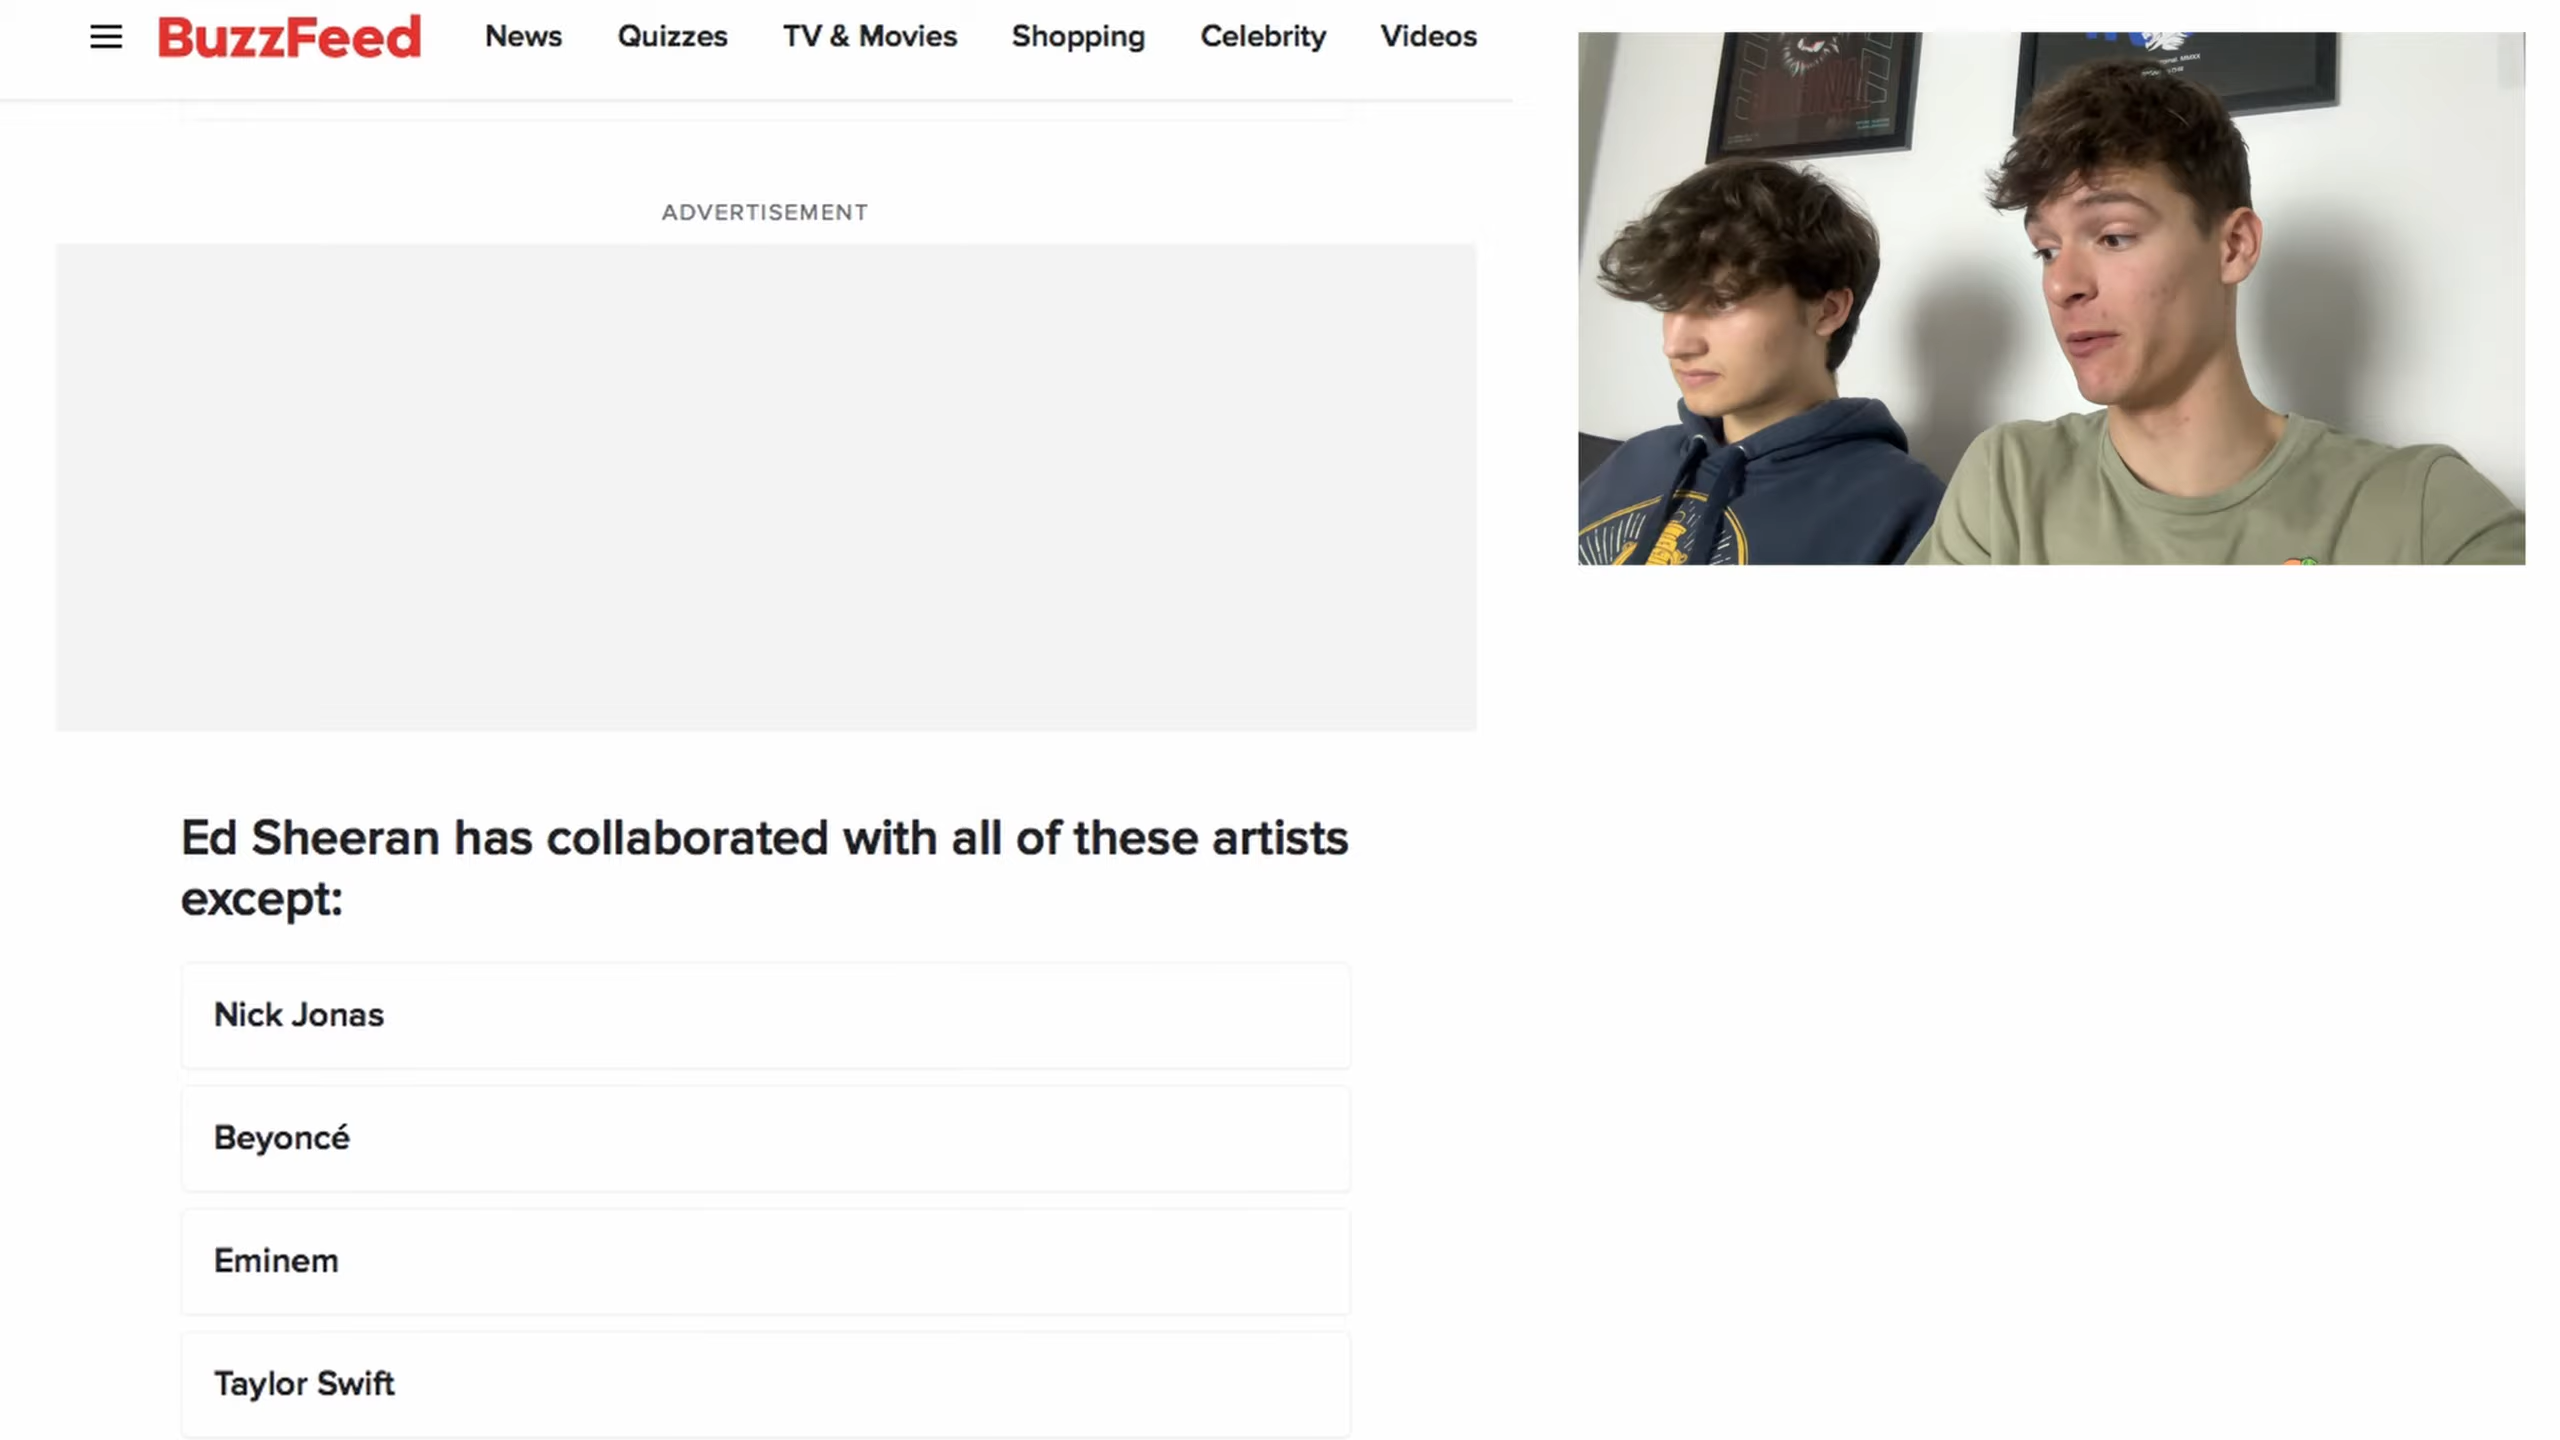 BuzzFeed News Quizzes TV & Movies Shopping Celebrity Videos
ADVERTISEMENT
Ed Sheeran has collaborated with all of these artists
except:
Nick Jonas
Beyoncé
Eminem
Taylor Swift